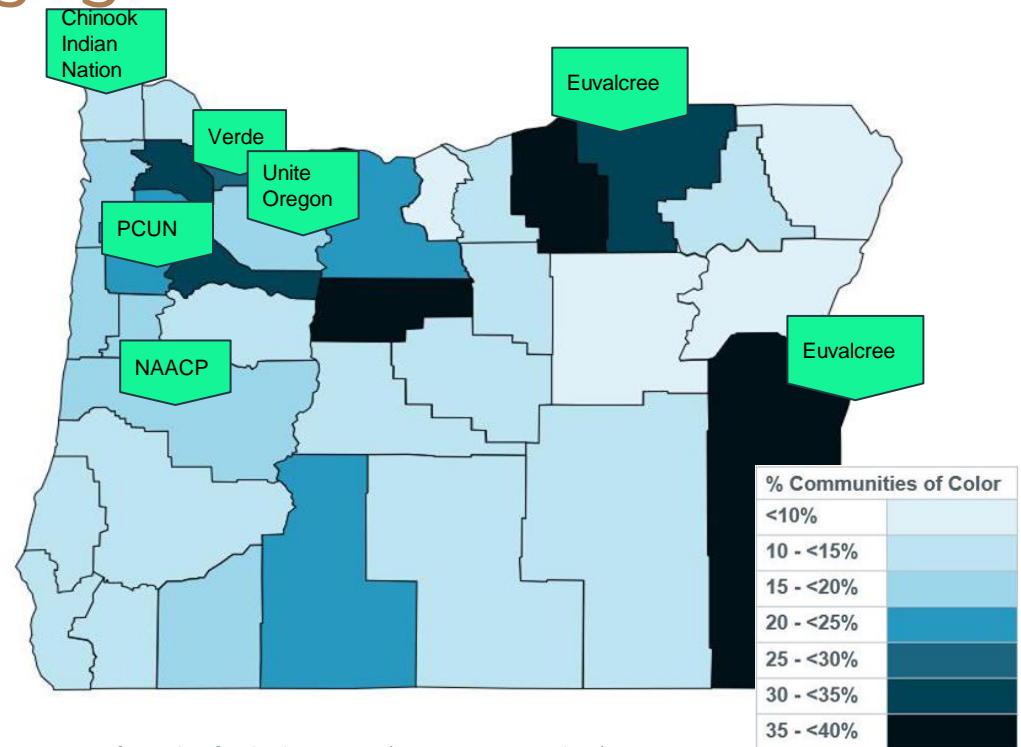 Chinook
Indian
Nation
Euvalcree
Verde
Unite
Oregon
PCUN
NAACP
Euvalcree
% Communities of Color
<10%
10 - <15%
15 - <20%
20 - <25%
25 - <30%
30 - <35%
35 - <40%